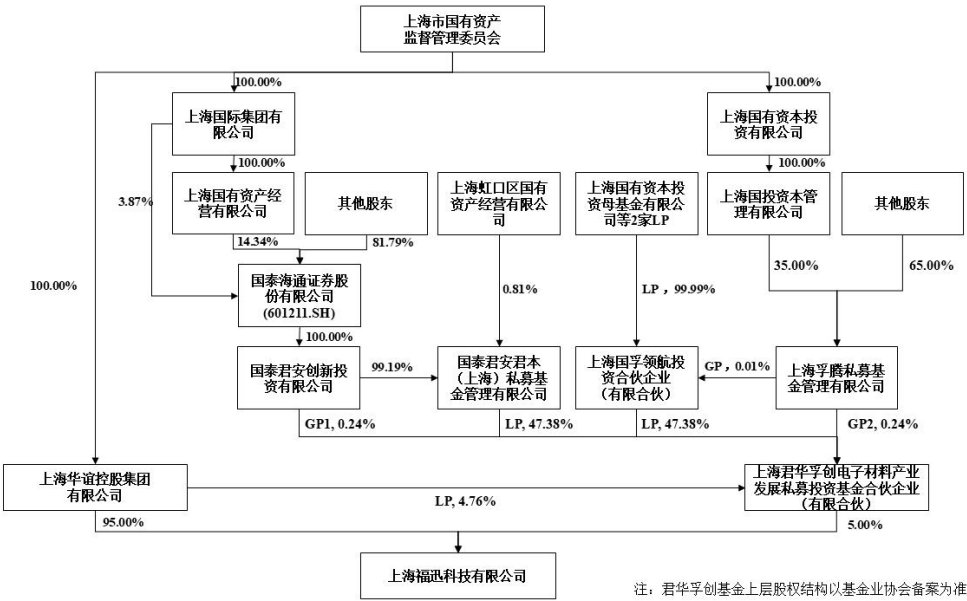 上海市国有资产
监督管理委员会
100.00%
100.00%
上海国际集团有
限公司
上海国有资本投
资有限公司
100.00%
100.00%
3.87%
上海国有资产经
营有限公司
其他股东
上海虹口区国有
资产经营有限公
司
上海国有资本投
资母基金有限公
司等2家LP
上海国投资本管
理有限公司
其他股东
14.34%
81.79%
100.00%
国泰海通证券股
份有限公司
(601211.SH)
0.81%
LP，99.99%
35.00%
65.00%
100.00%
国泰君安创新投
资有限公司
99.19%
国泰君安君本
（上海）私募基
金管理有限公司
上海国孚领航投
资合伙企业
（有限合伙）
GP，0.01%
上海孚腾私募基
金管理有限公司
GP1, 0.24%
LP, 47.38%
LP, 47.38%
GP2, 0.24%
上海华谊控股集团
有限公司
LP, 4.76%
上海君华孚创电子材料产业
发展私募投资基金合伙企业
（有限合伙）
95.00%
5.00%
上海福迅科技有限公司
注：君华孚创基金上层股权结构以基金业协会备案为准